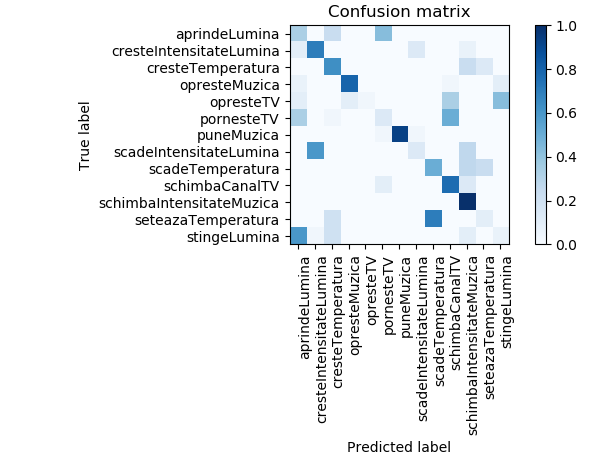 Confusion matrix
True label
aprindeLumina
cresteIntensitateLumina
cresteTemperatura
opresteMuzica
opresteTV
pornesteTV
puneMuzica
scadeIntensitateLumina
scadeTemperatura
schimbaCanalTV
schimbaIntensitateMuzica
seteazaTemperatura
stingeLumina
aprindeLumina
cresteIntensitateLumina
cresteTemperatura
opresteMuzica
opresteTV
pornesteTV
puneMuzica
scadeIntensitateLumina
scadeTemperatura
schimbaCanalTV
schimbaIntensitateMuzica
seteazaTemperatura
stingeLumina
Predicted label
1.0
0.8
0.6
0.4
0.2
0.0